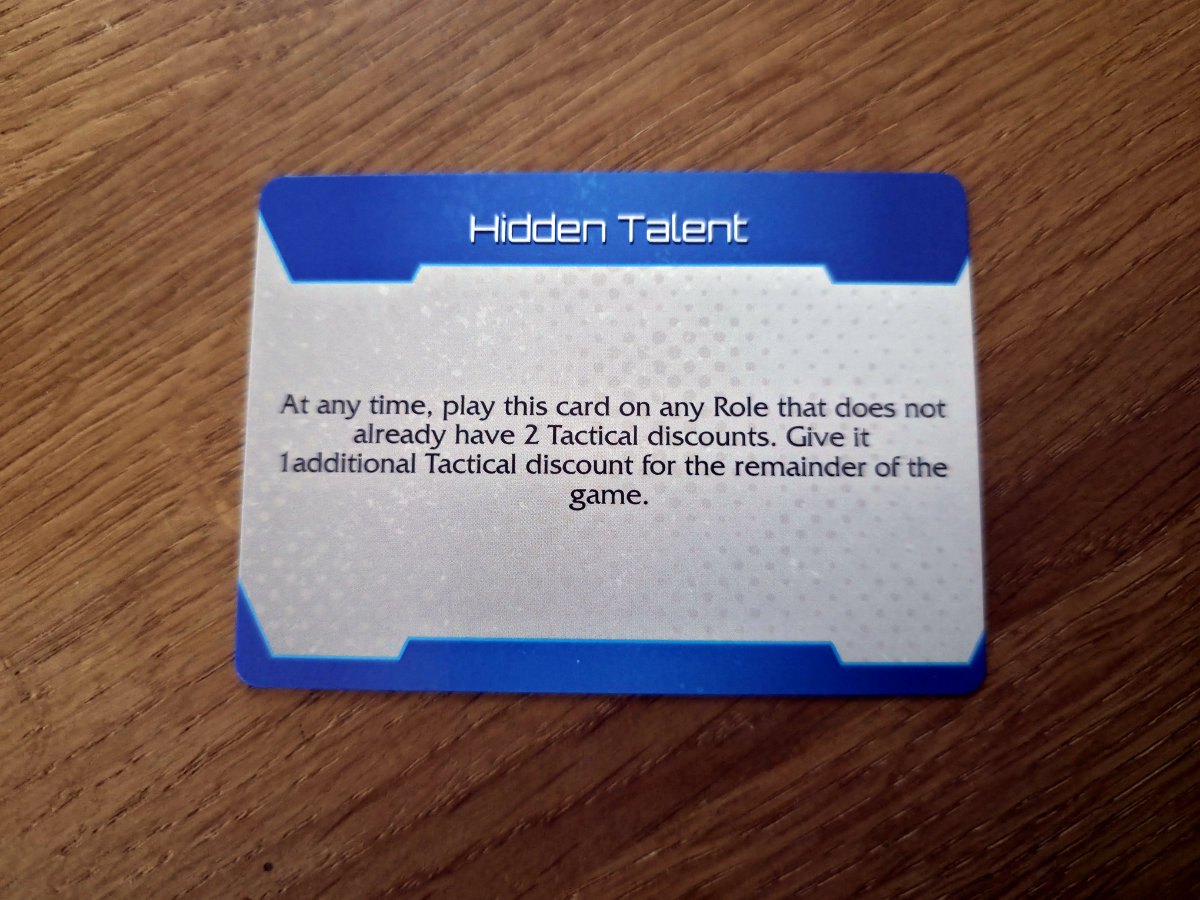 Hidden Talent
At any time, play this card on any Role that does not
already have 2 Tactical discounts. Give it
1additional Tactical discount for the remainder of the
game.